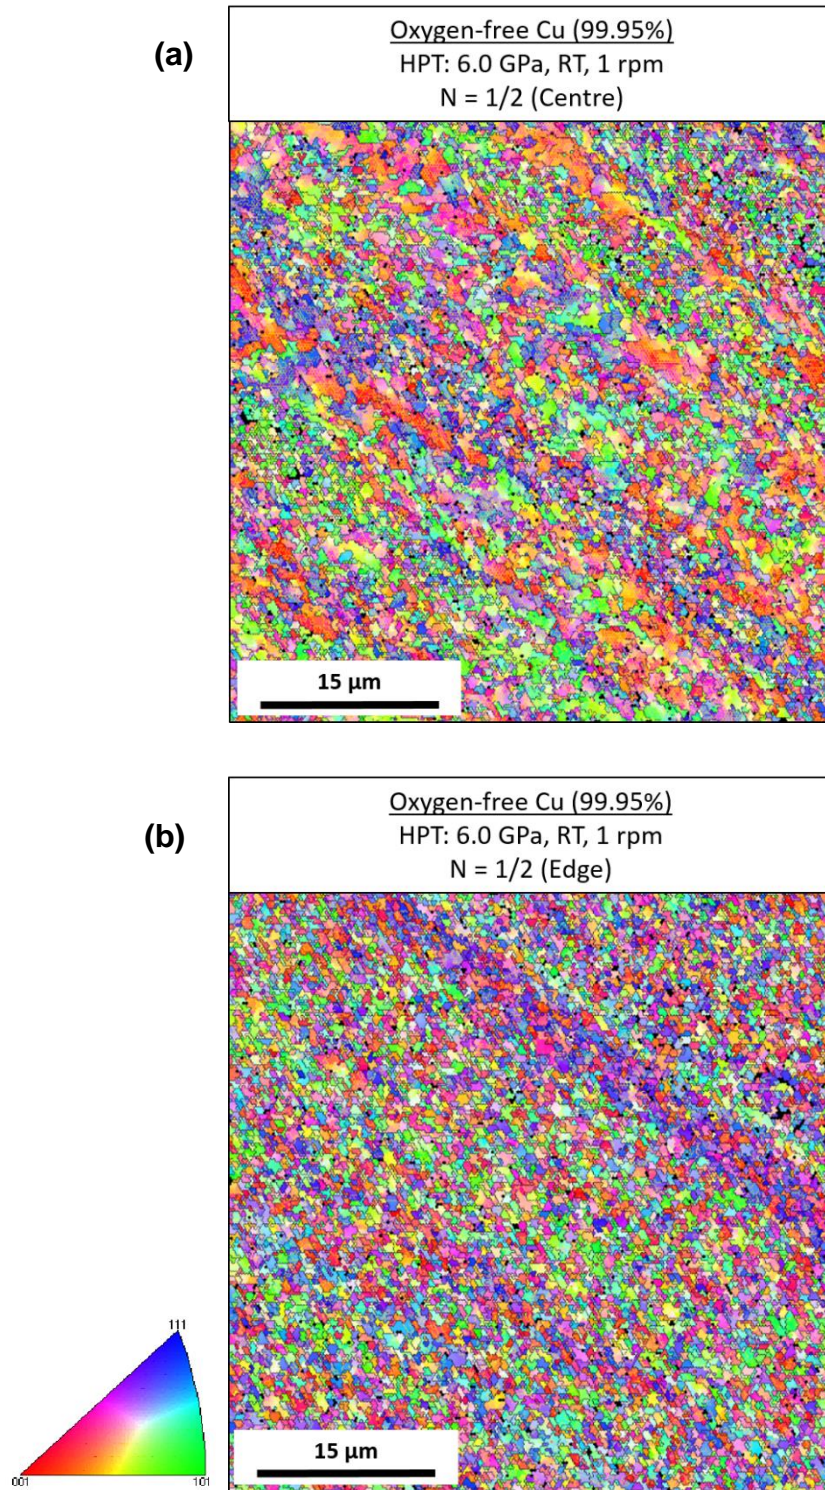 (a)
Oxygen-free Cu (99.95%)
HPT: 6.0 GPa, RT, 1 rpm
N = 1/2 (Centre)
15 µm
(b)
Oxygen-free Cu (99.95%)
HPT: 6.0 GPa, RT, 1 rpm
N = 1/2 (Edge)
111
001
101
15 µm